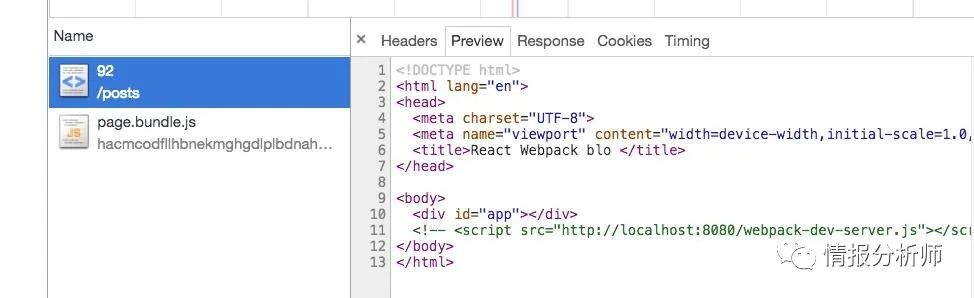 Name
92
/posts
page.bundle.js
hacmcodfllhbnekmghgdlplbdnah…
× Headers Preview Response Cookies Timing
1 <!DOCTYPE html>
2 <html lang="en">
3 <head>
4 <meta charset="UTF-8">
5 <meta name="viewport" content="width=device-width,initial-scale=1.0,
6 <title>React Webpack blo </title>
7 </head>
8
9 <body>
10 <div id="app"></div>
11 <!-- <script src="http://localhost:8080/webpack-dev-server.js"></scr
12 </body>
13 </html>
情报分析师